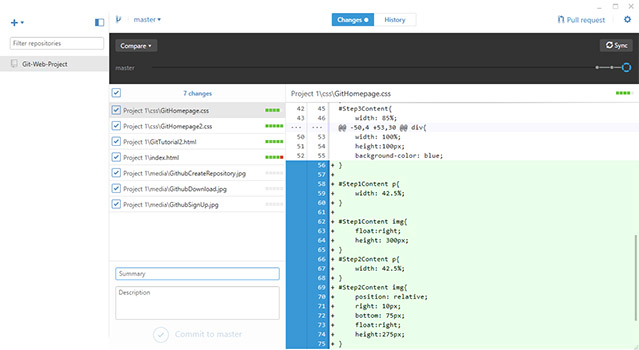 master
Changes
History
Pull request
Compare
Sync
Filter repositories
Git-Web-Project
master
7 changes
Project 1\css\GitHomepage.css
Project 1\css\GitHomepage.css
Project 1\css\GitHomepage2.css
Project 1\GitTutorial2.html
Project 1\index.html
Project 1\media\GithubCreateRepository.jpg
Project 1\media\GithubDownload.jpg
Project 1\media\GithubSignUp.jpg
Summary
Description
Commit to master
42 45 #Step3Content{
43 46 width: 85%;
... ... @@ -50,4 +53,30 @@ div{
50 53 width: 100%;
51 54 height:100px;
52 55 background-color: blue;
56 + }
57 +
58 + #Step1Content p{
59 + width: 42.5%;
60 + }
61 +
62 + #Step1Content img{
63 + float:right;
64 + height: 300px;
65 + }
66 + #Step2Content p{
67 + width: 42.5%;
68 + }
69 + #Step2Content img{
70 + position: relative;
71 + right: 10px;
72 + bottom: 75px;
73 + float:right;
74 + height:275px;
75 + }